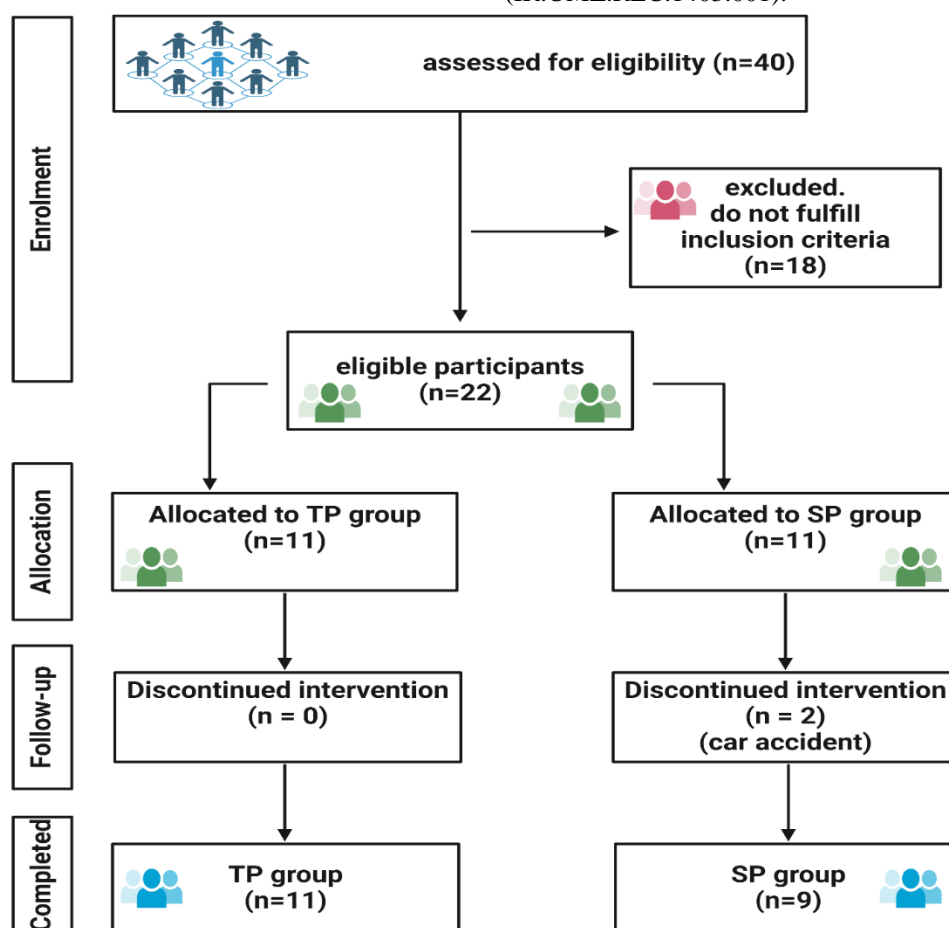 assessed for eligibility (n=40)
Enrolment
excluded.
do not fulfill
inclusion criteria
(n=18)
eligible participants
(n=22)
Allocation
Allocated to TP group
(n=11)
Allocated to SP group
(n=11)
Follow-up
Discontinued intervention
(n = 0)
Discontinued intervention
(n = 2)
(car accident)
Completed
TP group
(n=11)
SP group
(n=9)